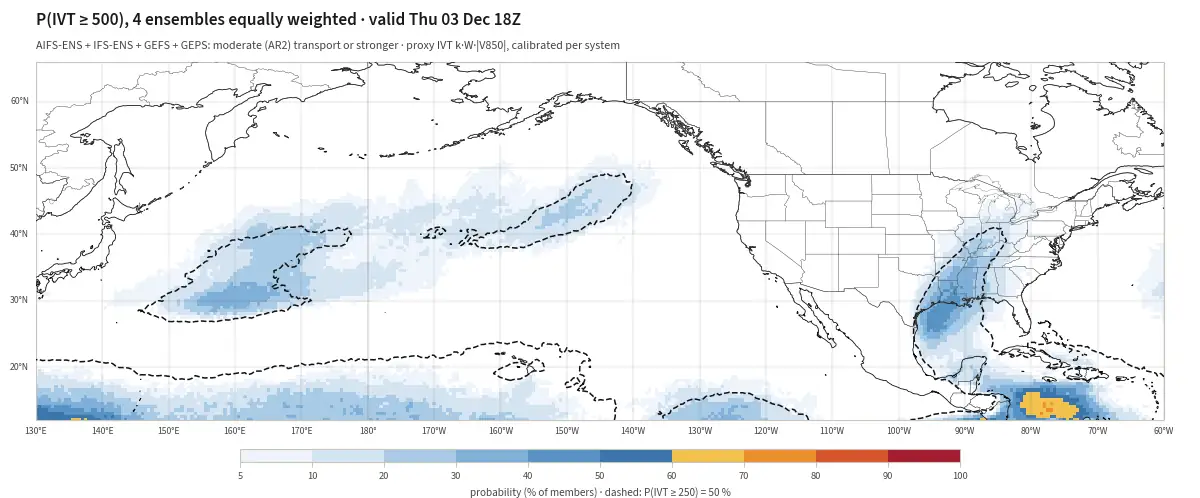 P(IVT ≥ 500), 4 ensembles equally weighted · valid Thu 03 Dec 18Z
AIFS-ENS + IFS-ENS + GEFS + GEPS: moderate (AR2) transport or stronger · proxy IVT k·W·|V850|, calibrated per system
60°N
50°N
40°N
30°N
20°N
130°E 140°E 150°E 160°E 170°E 180° 170°W 160°W 150°W 140°W 130°W 120°W 110°W 100°W 90°W 80°W 70°W 60°W
5 10 20 30 40 50 60 70 80 90 100
probability (% of members) · dashed: P(IVT ≥ 250) = 50 %